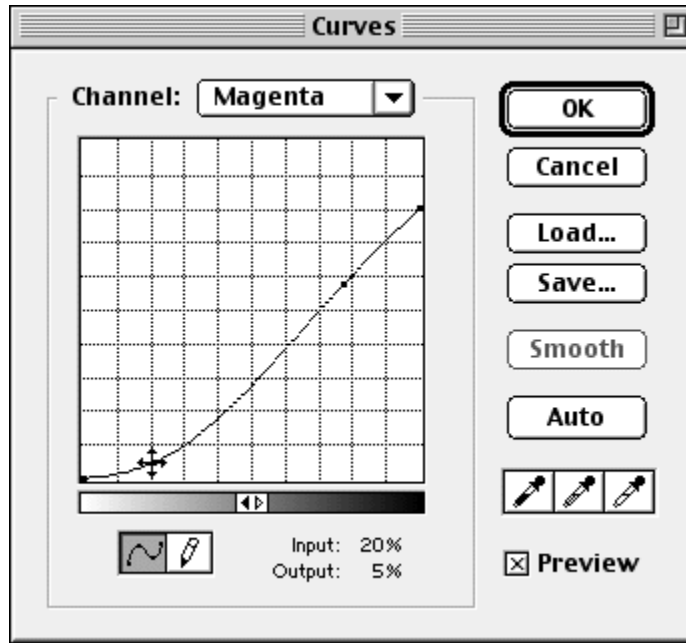 Curves
Channel: Magenta
OK
Cancel
Load...
Save...
Smooth
Auto
Input: 20%
Output: 5%
Preview